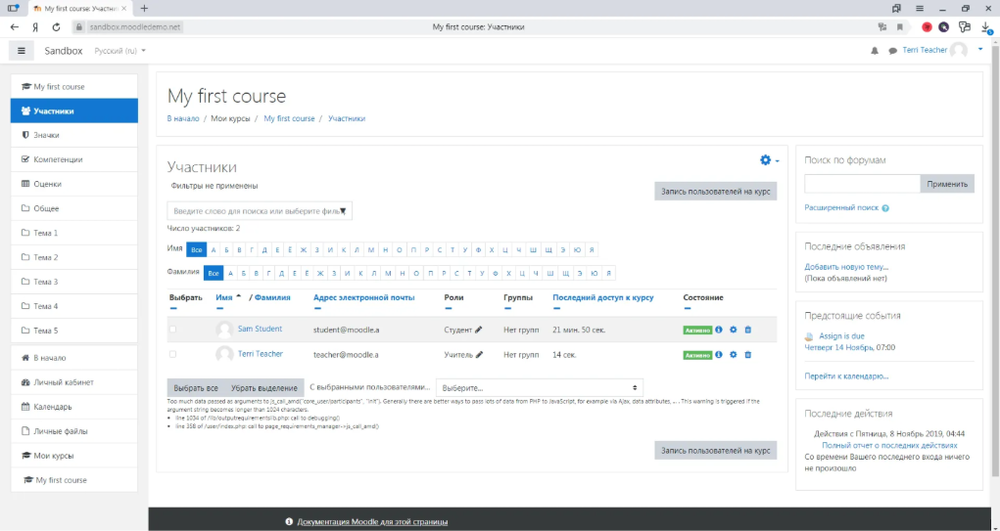 My first course: Участни
sandbox.moodledemo.net
My first course: Участники
Sandbox
Русский (ru)
Terri Teacher
My first course
Участники
Значки
Компетенции
Оценки
Общее
Тема 1
Тема 2
Тема 3
Тема 4
Тема 5
В начало
Личный кабинет
Календарь
Личные файлы
Мои курсы
My first course
My first course
В начало / Мои курсы / My first course / Участники
Участники
Фильтры не применены
Запись пользователей на курс
Введите слово для поиска или выберите филь
Число участников: 2
Имя Все А Б В Г Д Е Ё Ж З И К Л М Н О П Р С Т У Ф Х Ц Ч Ш Щ Э Ю Я
Фамилия Все А Б В Г Д Е Ё Ж З И К Л М Н О П Р С Т У Ф Х Ц Ч Ш Щ Э Ю Я
Выбрать Имя / Фамилия Адрес электронной почты Роли Группы Последний доступ к курсу Состояние
Sam Student student@moodle.a Студент Нет групп 21 мин. 50 сек. Активно
Terri Teacher teacher@moodle.a Учитель Нет групп 14 сек. Активно
Выбрать все Убрать выделение С выбранными пользователями... Выберите...
Too much data passed as arguments to js_call_amd("core_user/participants", "init"). Generally there are better ways to pass lots of data from PHP to JavaScript, for example via Ajax, data attributes, ... . This warning is triggered if the
argument string becomes longer than 1024 characters.
line 1034 of /lib/outputrequirementslib.php: call to debugging()
line 358 of /user/index.php: call to page_requirements_manager->js_call_amd()
Запись пользователей на курс
Поиск по форумам
Применить
Расширенный поиск
Последние объявления
Добавить новую тему...
(Пока объявлений нет)
Предстоящие события
Assign is due
Четверг 14 Ноябрь, 07:00
Перейти к календарю...
Последние действия
Действия с Пятница, 8 Ноябрь 2019, 04:44
Полный отчет о последних действиях
Со времени Вашего последнего входа ничего
не произошло
Документация Moodle для этой страницы